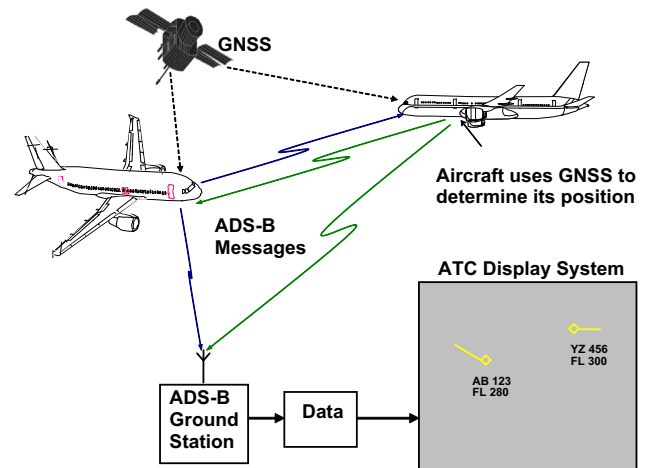 GNSS
Aircraft uses GNSS to
determine its position
ADS-B
Messages
ATC Display System
YZ 456
FL 300
AB 123
FL 280
ADS-B
Ground
Station
Data